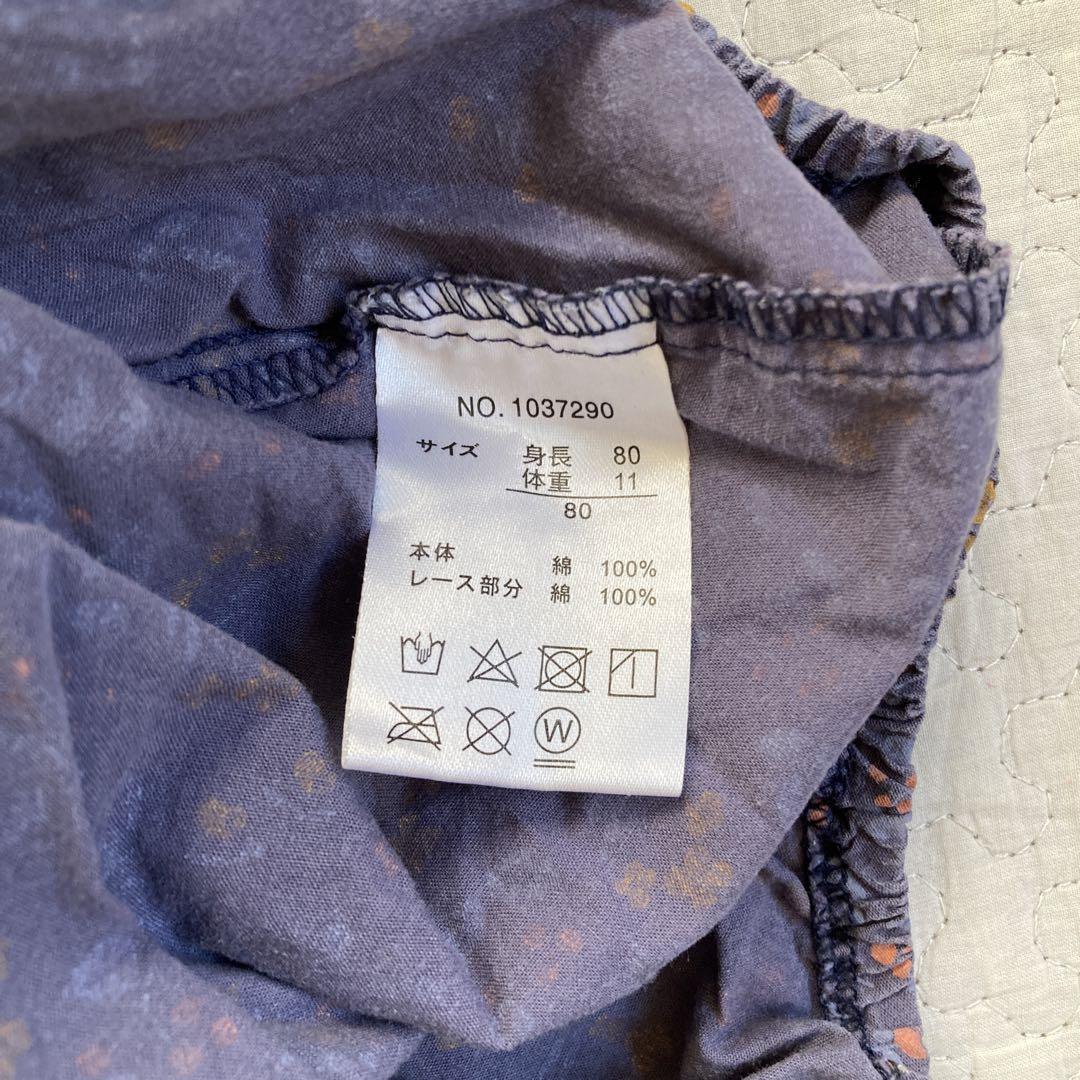 NO. 1037290
サイズ 身長 80
体重 11
80
本体 綿 100%
レース部分 綿 100%
W